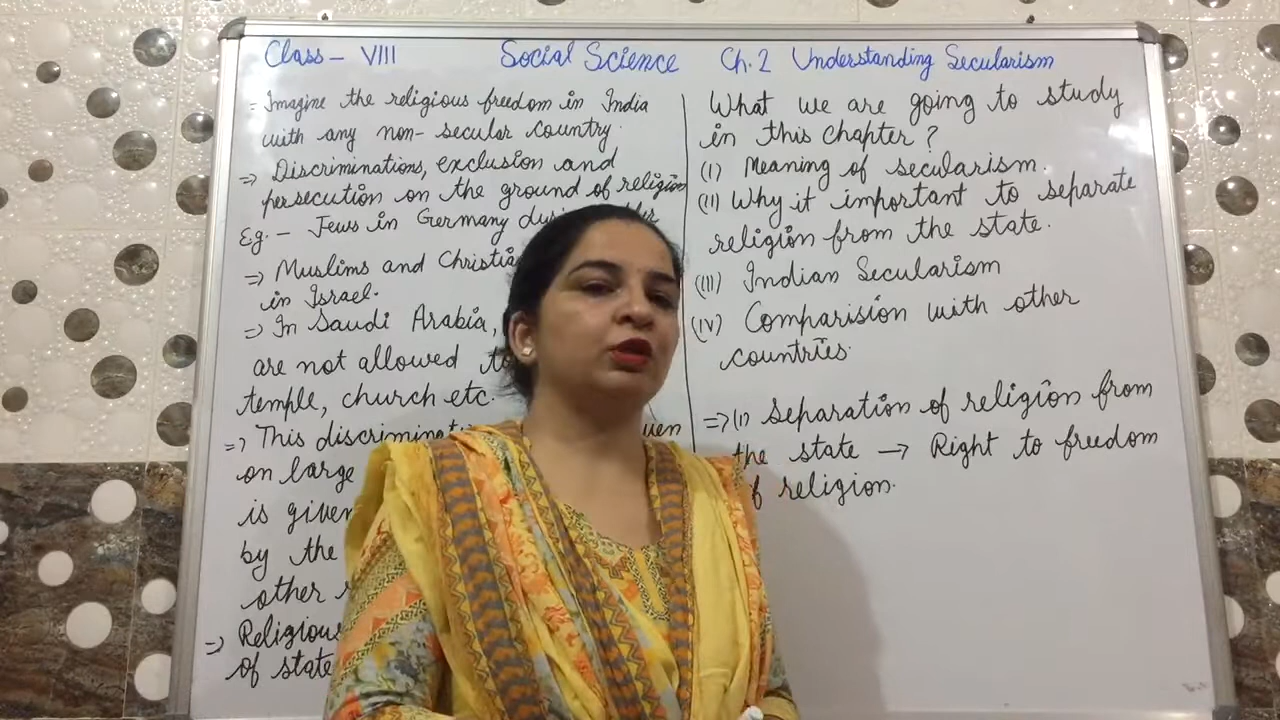 Class – VIII Social Science Ch. 2 Understanding Secularism
= Imagine the religious freedom in India
with any non-secular country.
=> Discriminations, exclusion and
persecution on the ground of religion
E.g. – Jews in Germany
=> Muslims and
in Israel.
=> In Saudi Arabia,
are not allowed to
temple, church etc.
=> This
on large
is given
by the
other
=> Religious
of state
What we are going to study
in this chapter?
(I) Meaning of secularism.
(II) Why it important to separate
religion from the state.
(III) Indian Secularism
(IV) Comparision with other
countries.
=> (I) Separation of religion from
the state → Right to freedom
religion.